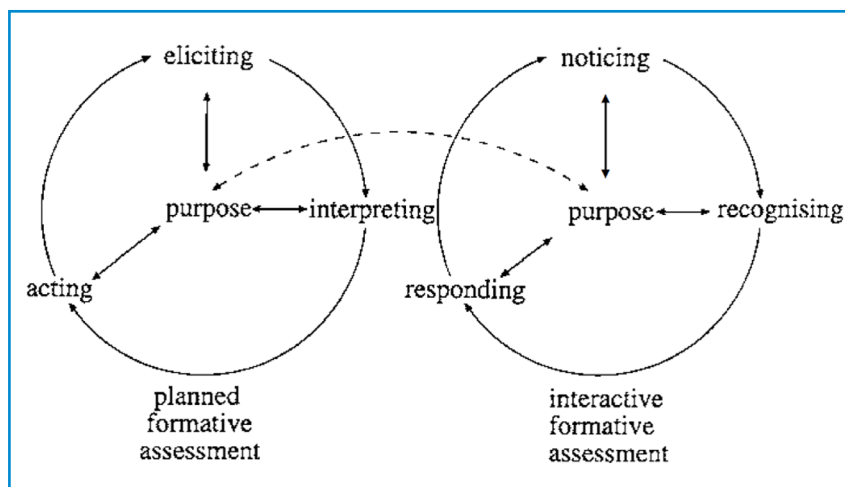 eliciting
purpose
interpreting
acting
planned
formative
assessment
noticing
purpose
recognising
responding
interactive
formative
assessment